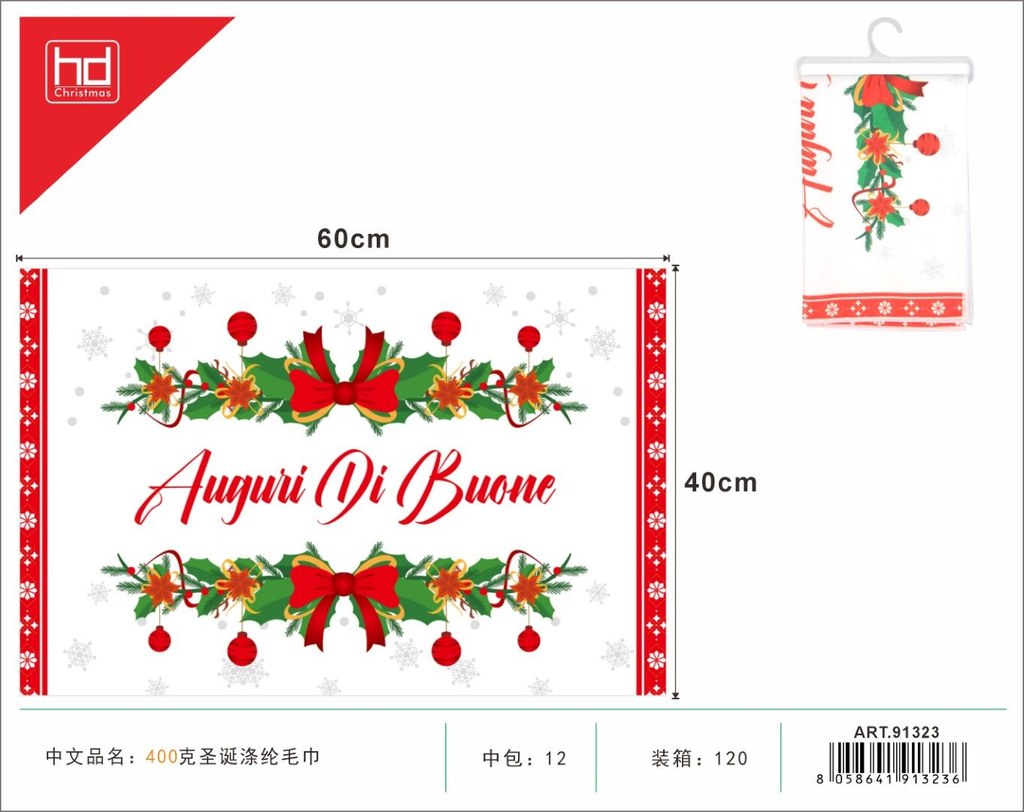 hd
Christmas
Auguri
60cm
Auguri Di Buone
40cm
中文品名：400克圣诞涤纶毛巾
中包：12
装箱：120
ART.91323
8 058641 913236